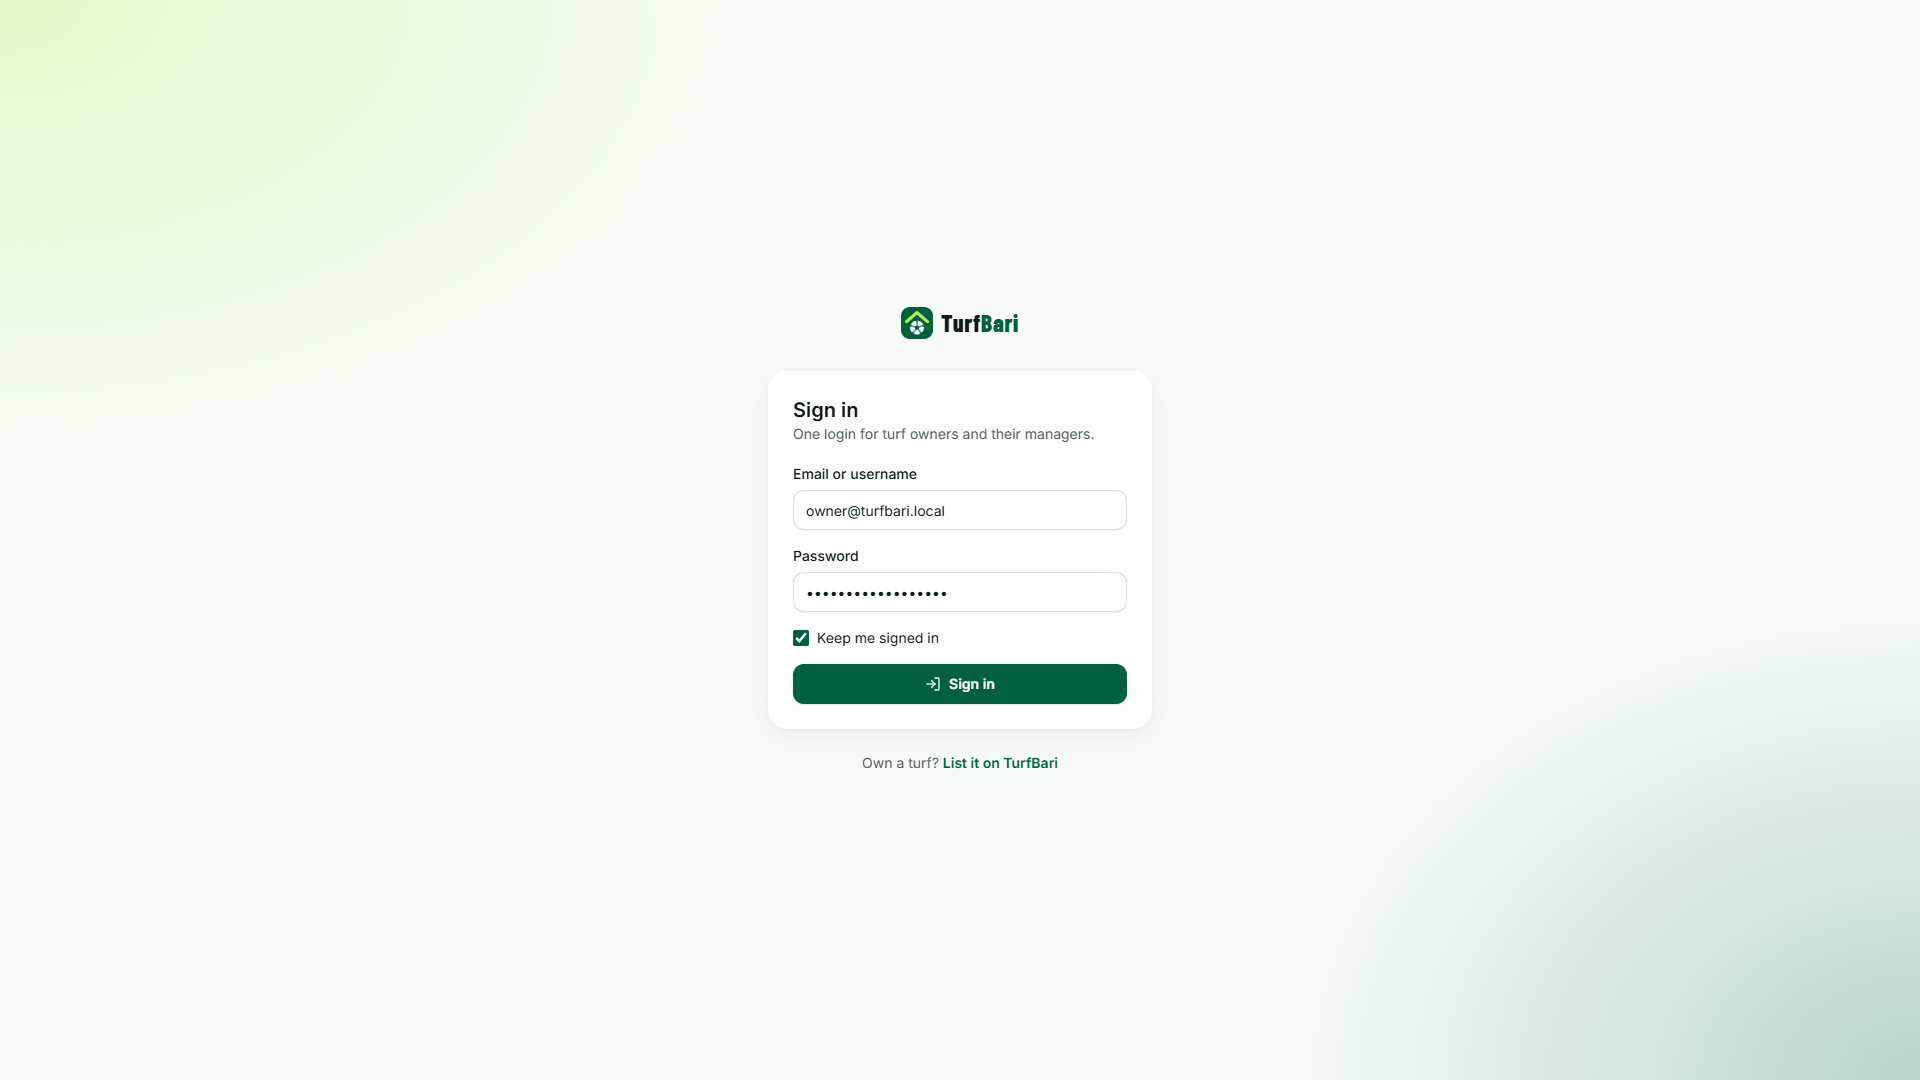 TurfBari
Sign in
One login for turf owners and their managers.
Email or username
owner@turfbari.local
Password
••••••••••••••••••
Keep me signed in
Sign in
Own a turf? List it on TurfBari